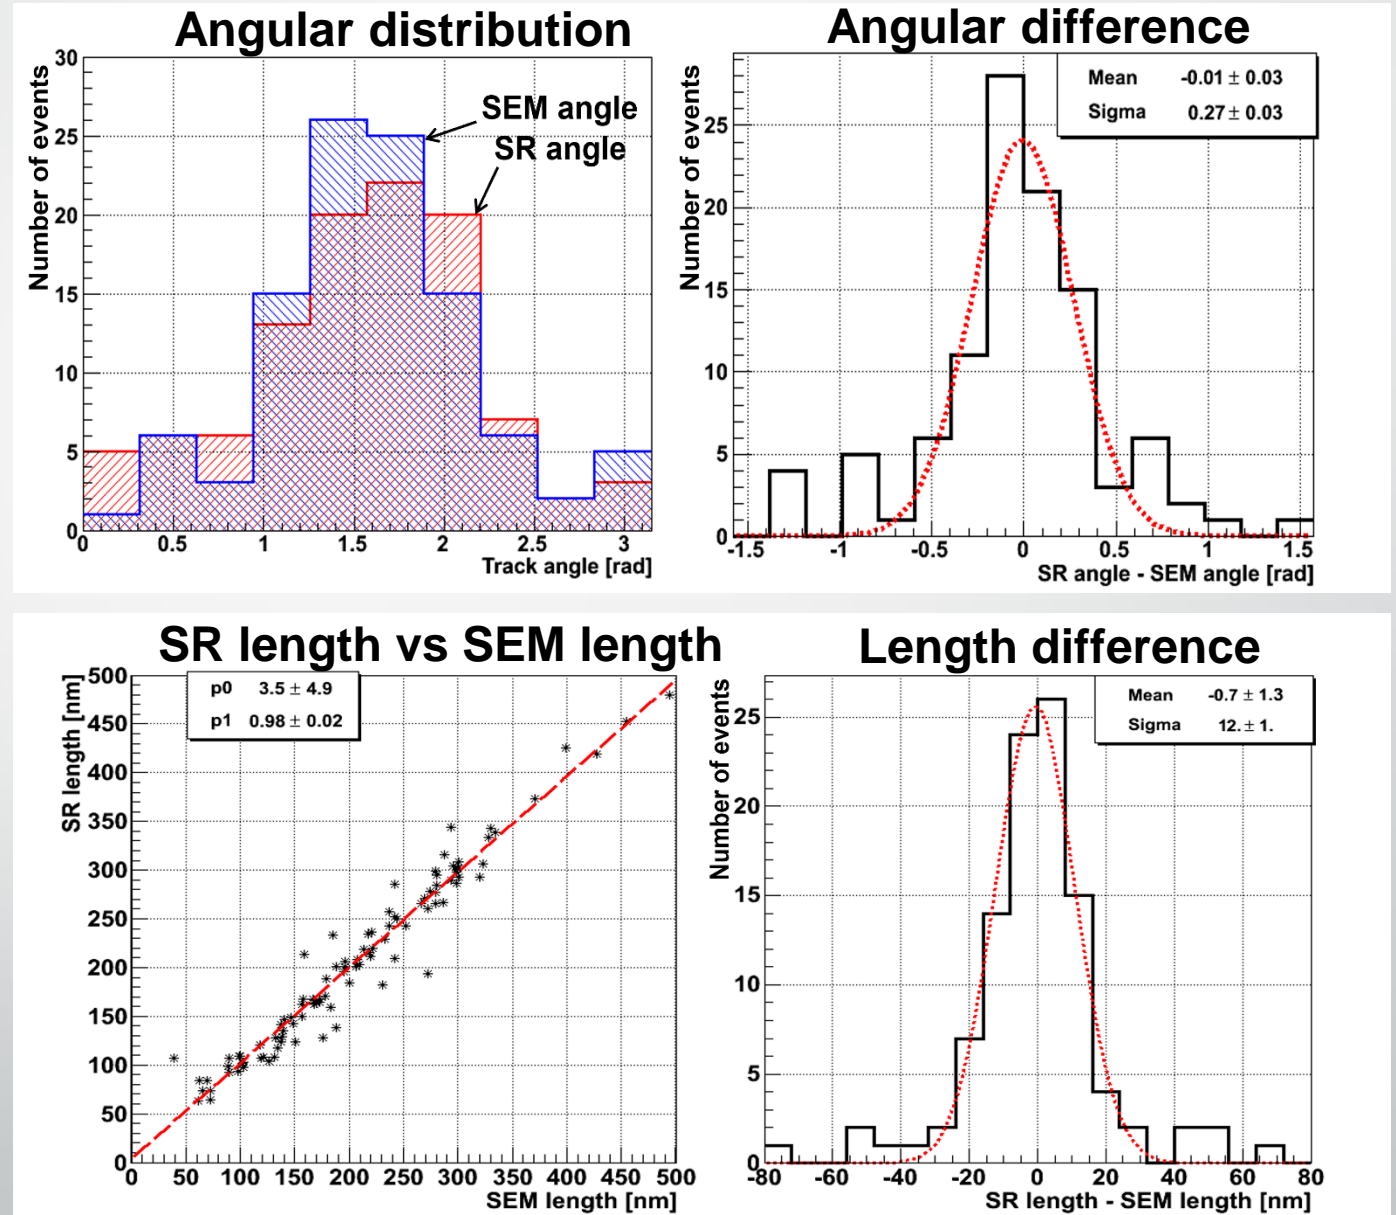 Angular distribution
Number of events
30
25
20
15
10
5
0
SEM angle
SR angle
0 0.5 1 1.5 2 2.5 3
Track angle [rad]
Angular difference
Number of events
Mean -0.01 ± 0.03
Sigma 0.27 ± 0.03
25
20
15
10
5
0
-1.5 -1 -0.5 0 0.5 1 1.5
SR angle - SEM angle [rad]
SR length vs SEM length
SR length [nm]
p0 3.5 ± 4.9
p1 0.98 ± 0.02
500
450
400
350
300
250
200
150
100
50
0
0 50 100 150 200 250 300 350 400 450 500
SEM length [nm]
Length difference
Number of events
Mean -0.7 ± 1.3
Sigma 12. ± 1.
25
20
15
10
5
0
-80 -60 -40 -20 0 20 40 60 80
SR length - SEM length [nm]